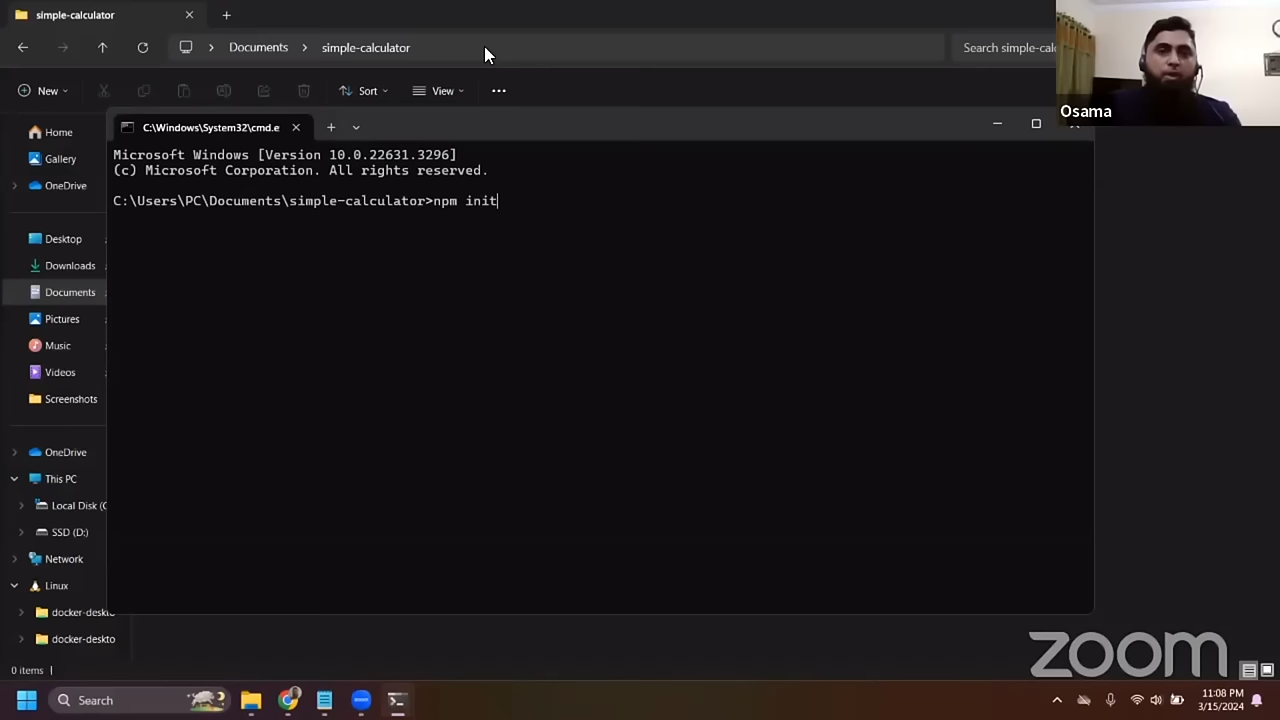 simple-calculator
Documents > simple-calculator
Search simple-calc
New
Sort
View
Osama
C:\Windows\System32\cmd.e
Microsoft Windows [Version 10.0.22631.3296]
(c) Microsoft Corporation. All rights reserved.
C:\Users\PC\Documents\simple-calculator>npm init
Home
Gallery
OneDrive
Desktop
Downloads
Documents
Pictures
Music
Videos
Screenshots
OneDrive
This PC
Local Disk (C
SSD (D:)
Network
Linux
docker-deskto
docker-deskto
zoom
0 items
Search
11:08 PM
3/15/2024